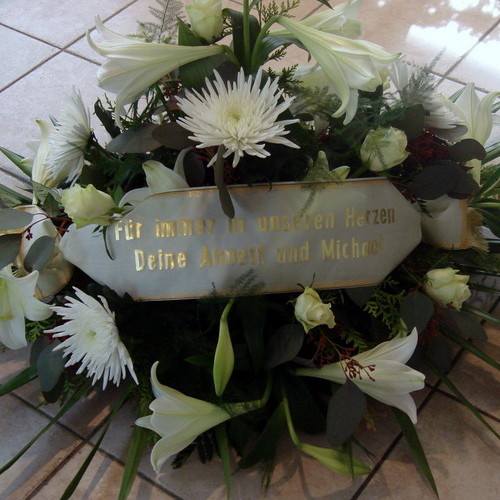 Für immer in unseren Herzen
Deine Annett und Michael